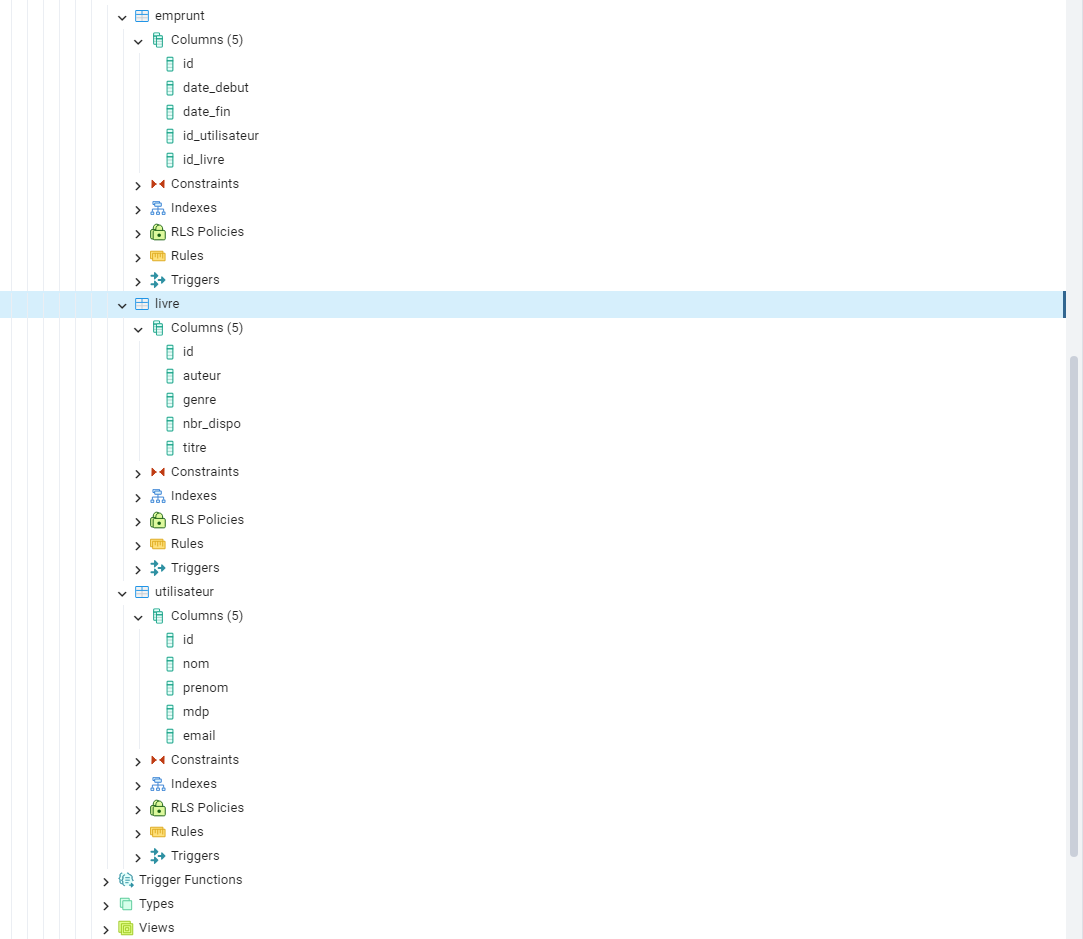 emprunt
Columns (5)
id
date_debut
date_fin
id_utilisateur
id_livre
Constraints
Indexes
RLS Policies
Rules
Triggers
livre
Columns (5)
id
auteur
genre
nbr_dispo
titre
Constraints
Indexes
RLS Policies
Rules
Triggers
utilisateur
Columns (5)
id
nom
prenom
mdp
email
Constraints
Indexes
RLS Policies
Rules
Triggers
Trigger Functions
Types
Views